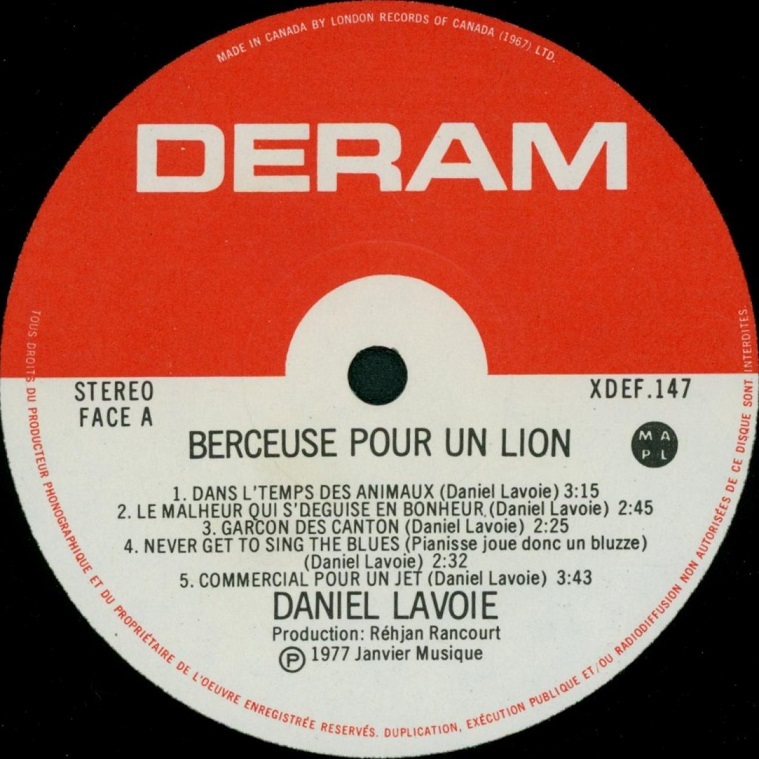 MADE IN CANADA BY LONDON RECORDS OF CANADA (1967) LTD.
DERAM
STEREO
FACE A
XDEF.147
BERCEUSE POUR UN LION
M A
P L
1. DANS L'TEMPS DES ANIMAUX (Daniel Lavoie) 3:15
2. LE MALHEUR QUI S'DEGUISE EN BONHEUR (Daniel Lavoie) 2:45
3. GARÇON DES CANTON (Daniel Lavoie) 2:25
4. NEVER GET TO SING THE BLUES (Pianisse joue donc un bluzze)
(Daniel Lavoie) 2:32
5. COMMERCIAL POUR UN JET (Daniel Lavoie) 3:43
DANIEL LAVOIE
Production: Réhjan Rancourt
Ⓟ 1977 Janvier Musique
TOUS DROITS DU PRODUCTEUR PHONOGRAPHIQUE ET DU PROPRIÉTAIRE DE L'OEUVRE ENREGISTRÉE RESERVÉS. DUPLICATION, EXÉCUTION PUBLIQUE ET/OU RADIODIFFUSION NON AUTORISÉES DE CE DISQUE SONT INTERDITES.